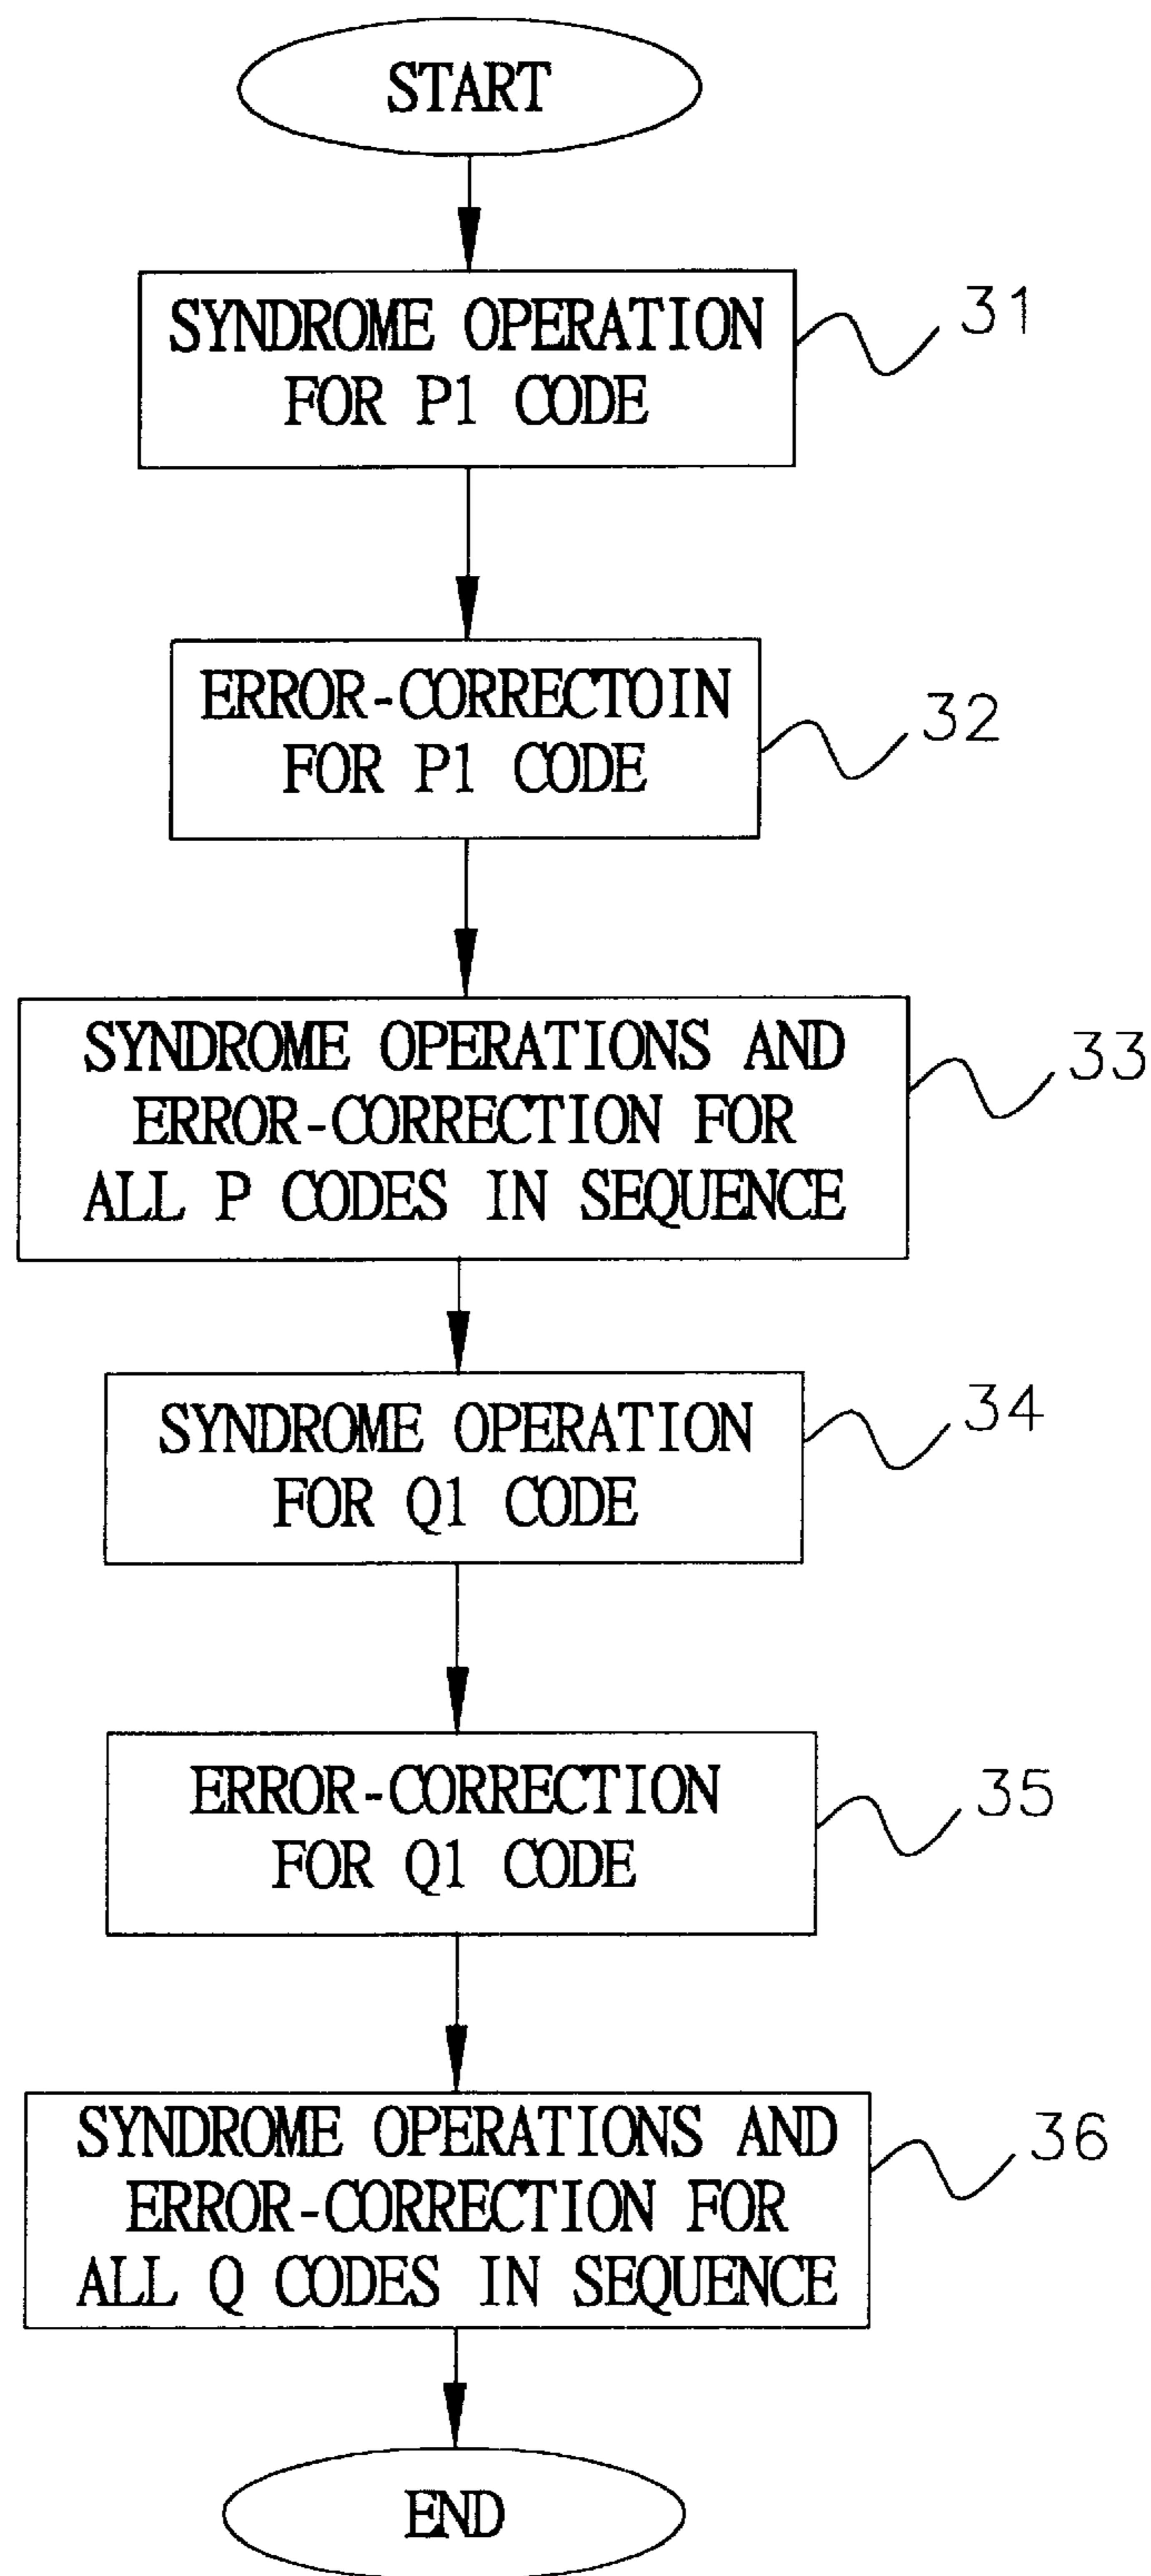 START
SYNDROME OPERATION
FOR P1 CODE
31
ERROR-CORRECTOIN
FOR P1 CODE
32
SYNDROME OPERATIONS AND
ERROR-CORRECTION FOR
ALL P CODES IN SEQUENCE
33
SYNDROME OPERATION
FOR Q1 CODE
34
ERROR-CORRECTION
FOR Q1 CODE
35
SYNDROME OPERATIONS AND
ERROR-CORRECTION FOR
ALL Q CODES IN SEQUENCE
36
END